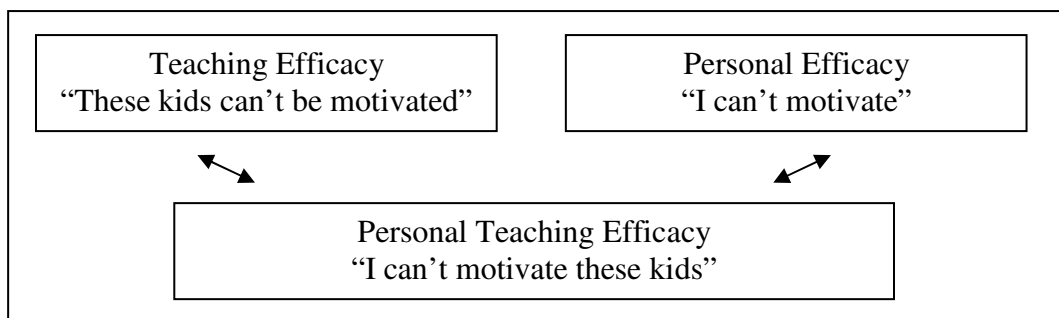 Teaching Efficacy
“These kids can’t be motivated”
Personal Efficacy
“I can’t motivate”
Personal Teaching Efficacy
“I can’t motivate these kids”